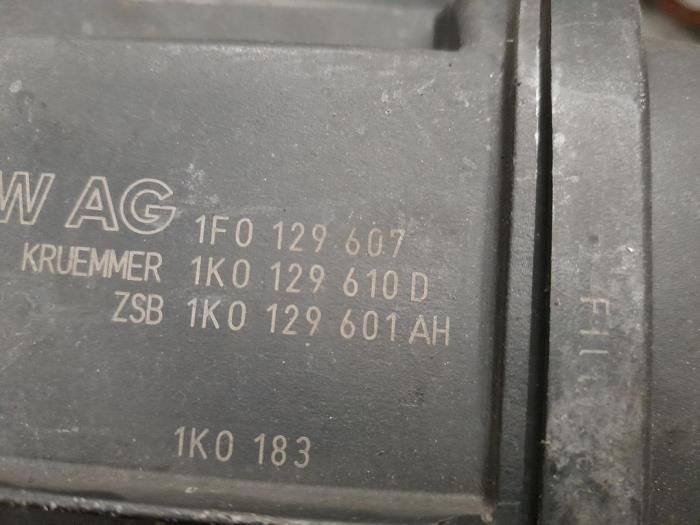 W AG 1F0 129 607
KRUEMMER 1K0 129 610 D
ZSB 1K0 129 601 AH
1K0 183